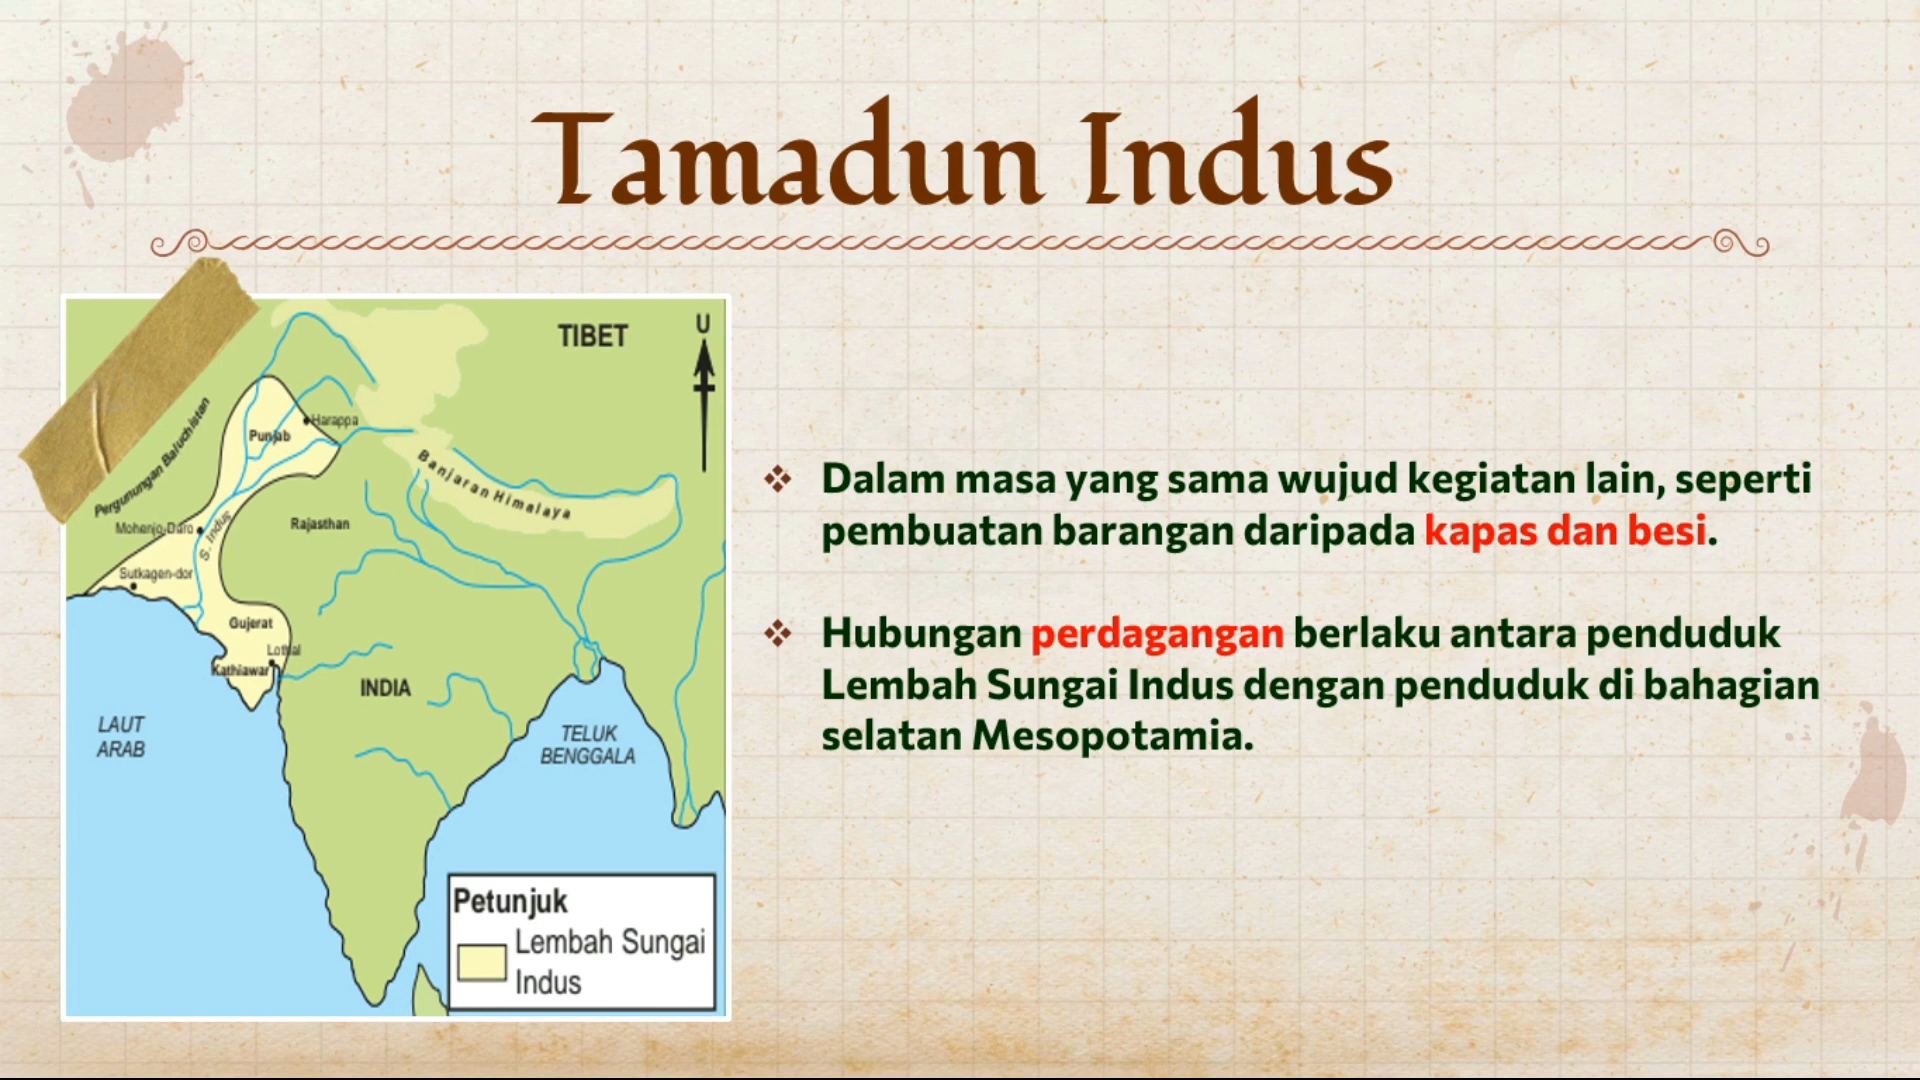 Tamadun Indus
TIBET
U
Harappa
Punjab
Pergunungan Baluchistan
Banjaran Himalaya
Mohenjo-Daro
S. Indus
Rajasthan
Sutkagen-dor
Gujerat
Lothal
Kathiawar
INDIA
LAUT
ARAB
TELUK
BENGGALA
Petunjuk
Lembah Sungai
Indus
Dalam masa yang sama wujud kegiatan lain, seperti
pembuatan barangan daripada kapas dan besi.
Hubungan perdagangan berlaku antara penduduk
Lembah Sungai Indus dengan penduduk di bahagian
selatan Mesopotamia.